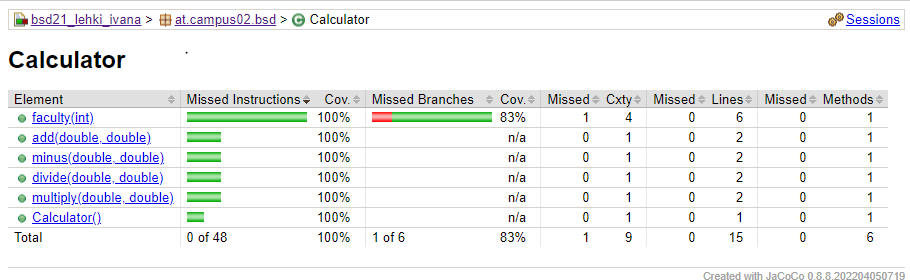 bsd21_lehki_ivana > at.campus02.bsd > Calculator Sessions
Calculator
Element Missed Instructions Cov. Missed Branches Cov. Missed Cxty Missed Lines Missed Methods
faculty(int) 100% 83% 1 4 0 6 0 1
add(double, double) 100% n/a 0 1 0 2 0 1
minus(double, double) 100% n/a 0 1 0 2 0 1
divide(double, double) 100% n/a 0 1 0 2 0 1
multiply(double, double) 100% n/a 0 1 0 2 0 1
Calculator() 100% n/a 0 1 0 1 0 1
Total 0 of 48 100% 1 of 6 83% 1 9 0 15 0 6
Created with JaCoCo 0.8.8.202204050719